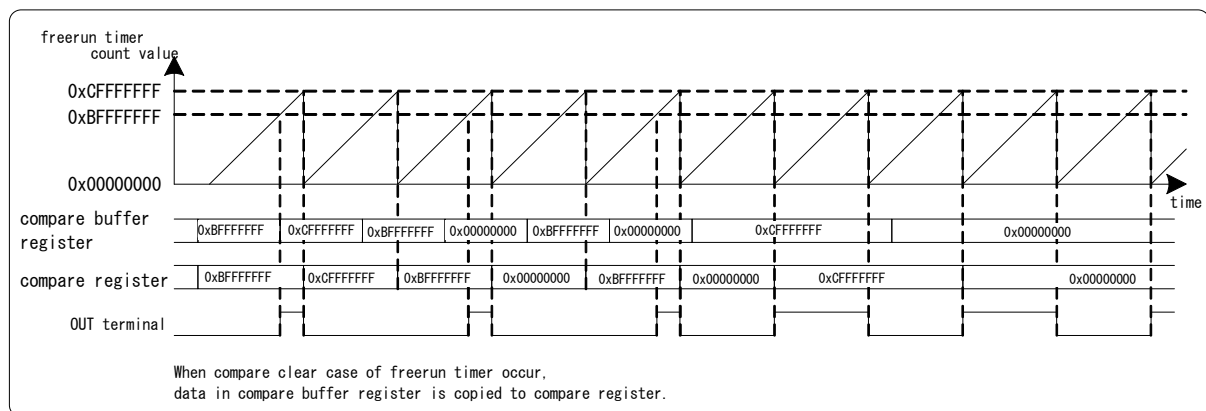 freerun timer
count value
0xCFFFFFFF
0xBFFFFFFF
0x00000000
time
compare buffer
register
0xBFFFFFFF 0xCFFFFFFF 0xBFFFFFFF 0x00000000 0xBFFFFFFF 0x00000000 0xCFFFFFFF 0x00000000
compare register 0xBFFFFFFF 0xCFFFFFFF 0xBFFFFFFF 0x00000000 0xBFFFFFFF 0x00000000 0xCFFFFFFF 0x00000000
OUT terminal
When compare clear case of freerun timer occur,
data in compare buffer register is copied to compare register.